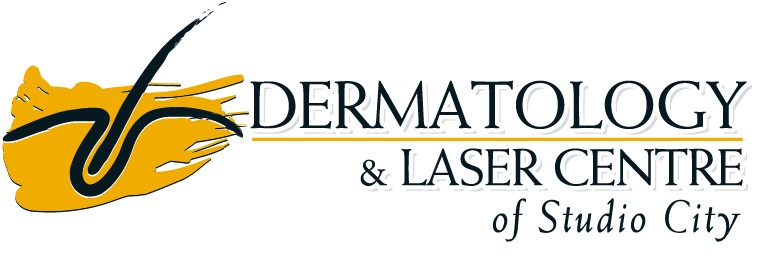 DERMATOLOGY
& LASER CENTRE
of Studio City